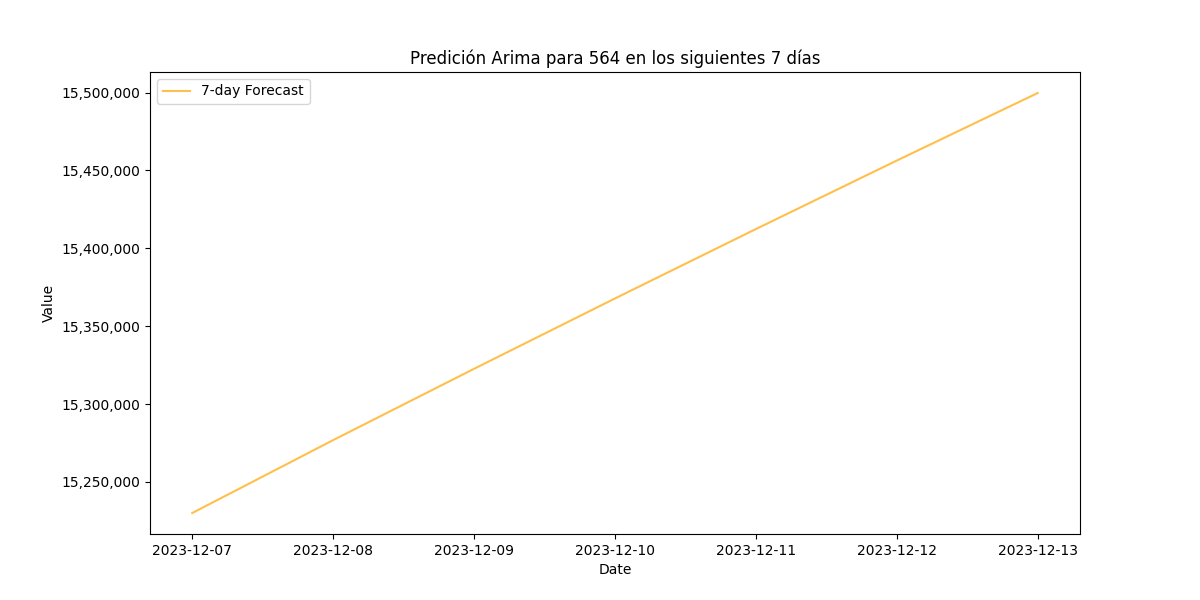 Predición Arima para 564 en los siguientes 7 días
7-day Forecast
15,500,000
15,450,000
15,400,000
15,350,000
15,300,000
15,250,000
Value
2023-12-07 2023-12-08 2023-12-09 2023-12-10 2023-12-11 2023-12-12 2023-12-13
Date